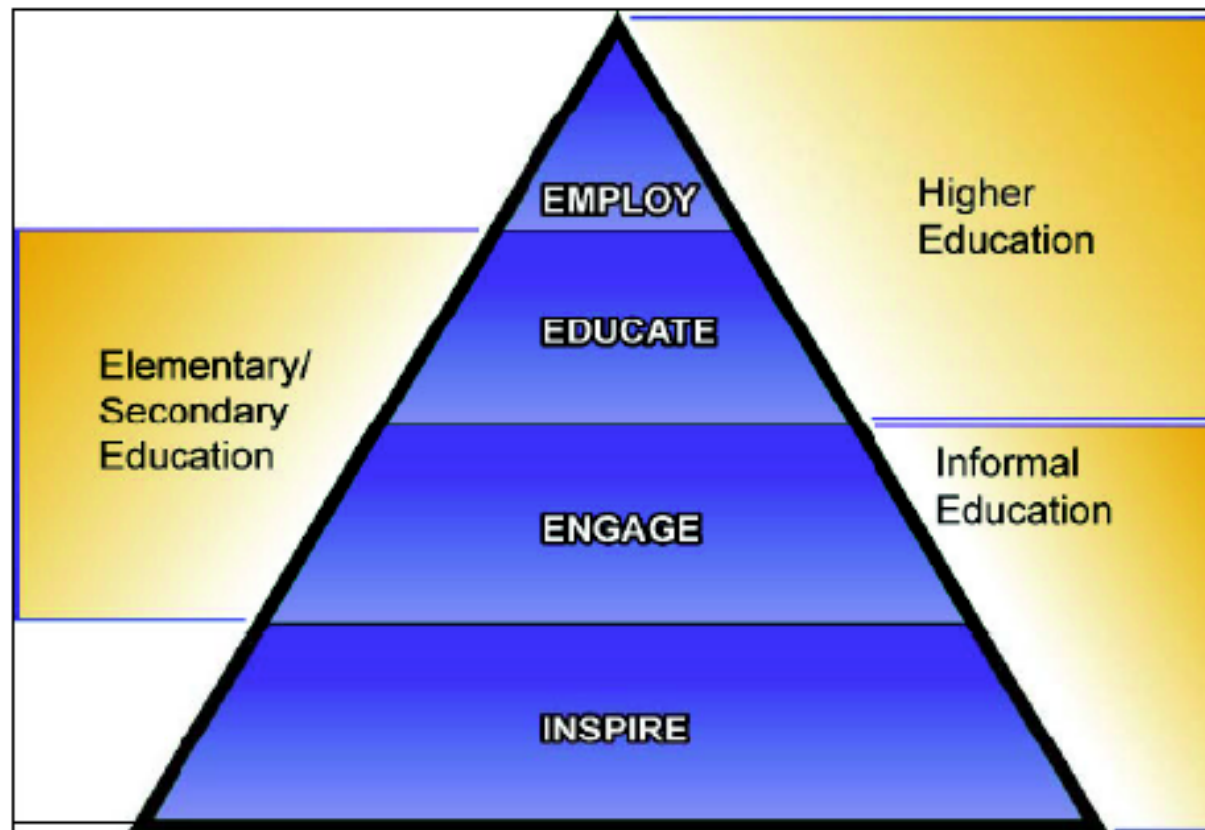 EMPLOY
Higher
Education
EDUCATE
Elementary/
Secondary
Education
Informal
Education
ENGAGE
INSPIRE